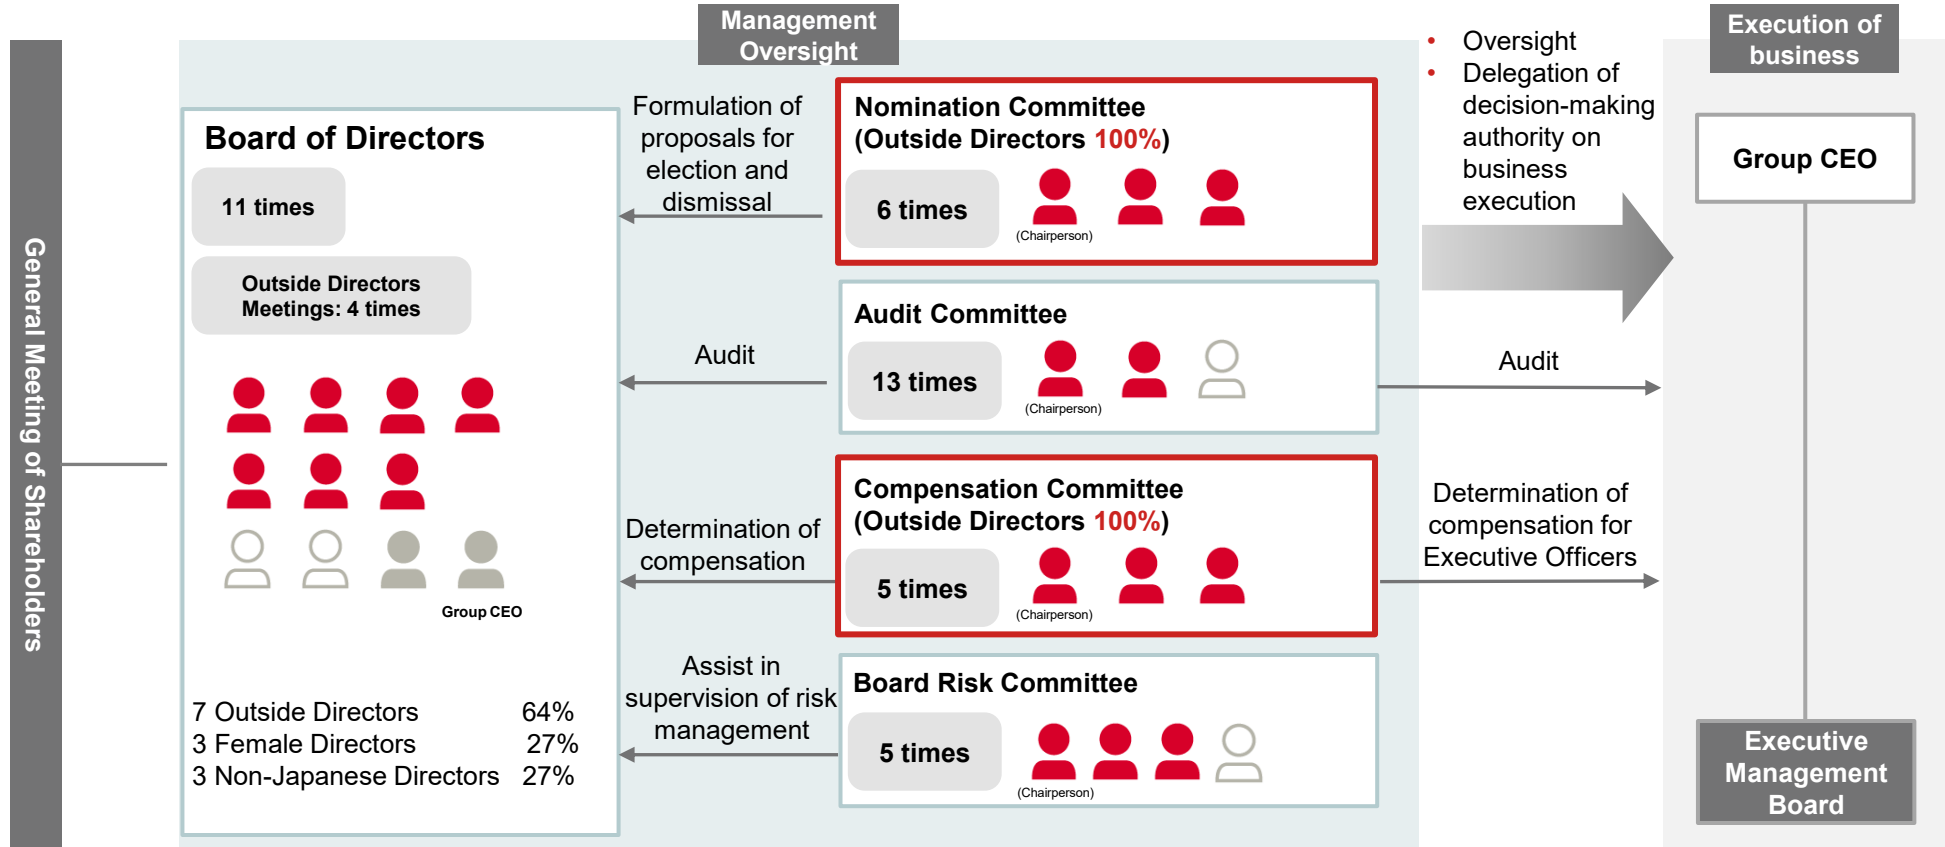 Management
Oversight
Execution of
business
General Meeting of Shareholders
Board of Directors
11 times
Outside Directors
Meetings: 4 times
Group CEO
7 Outside Directors 64%
3 Female Directors 27%
3 Non-Japanese Directors 27%
Formulation of
proposals for
election and
dismissal
Audit
Determination of
compensation
Assist in
supervision of risk
management
Nomination Committee
(Outside Directors 100%)
6 times
(Chairperson)
Audit Committee
13 times
(Chairperson)
Compensation Committee
(Outside Directors 100%)
5 times
(Chairperson)
Board Risk Committee
5 times
(Chairperson)
• Oversight
• Delegation of
decision-making
authority on
business
execution
Audit
Determination of
compensation for
Executive Officers
Group CEO
Executive
Management
Board